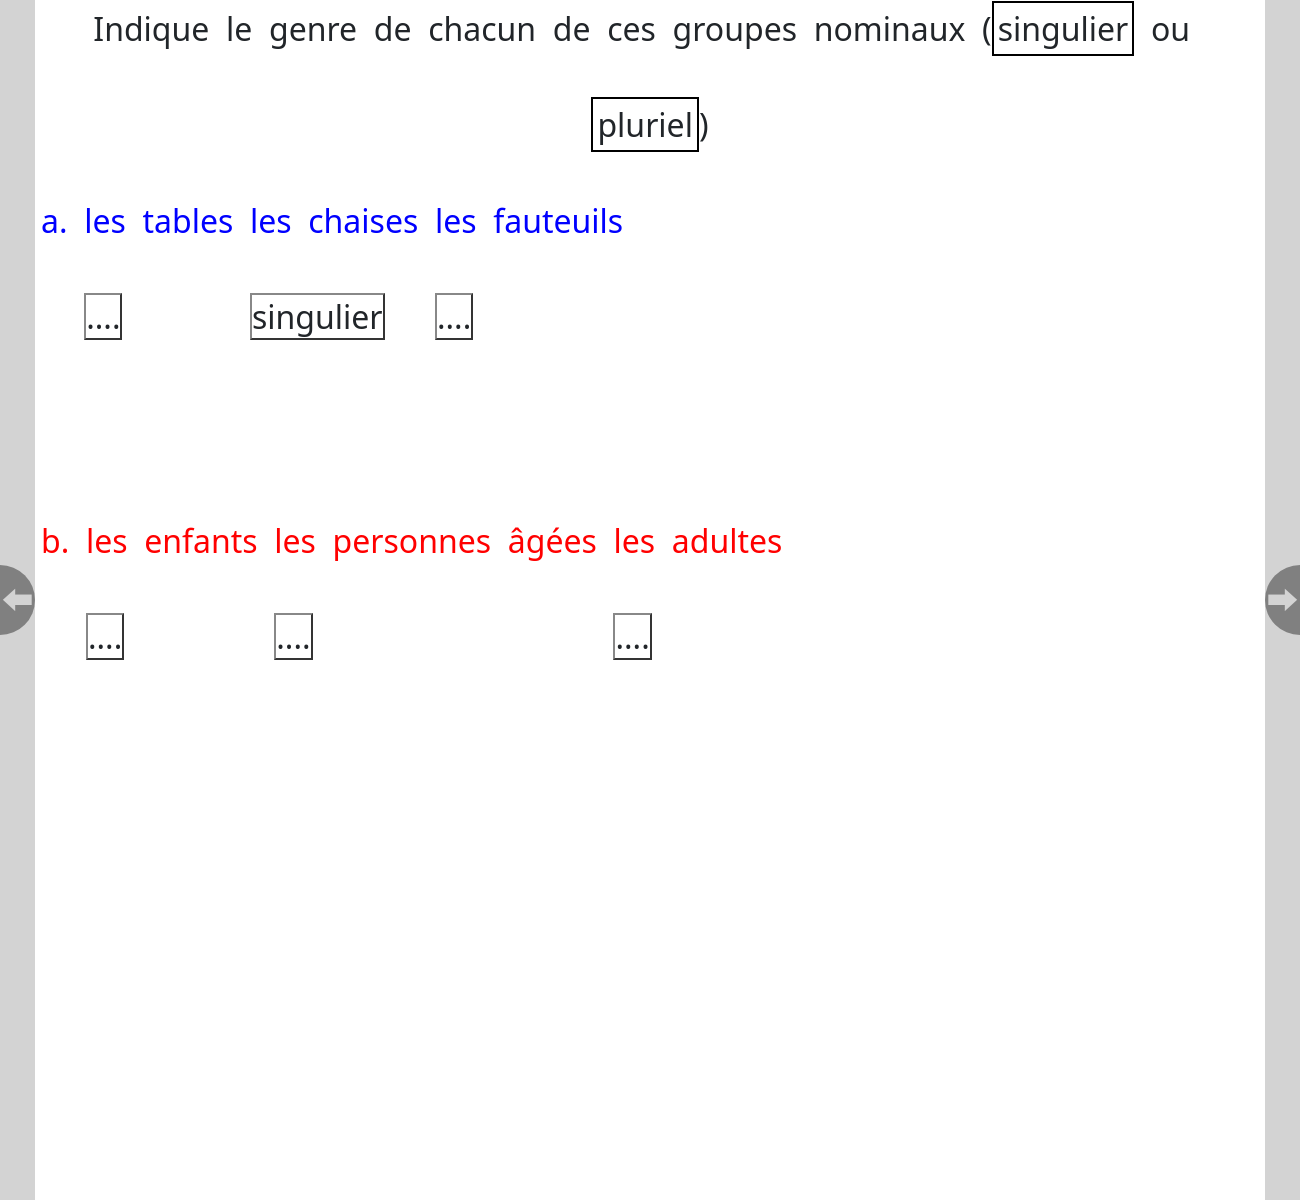 Indique le genre de chacun de ces groupes nominaux (singulier ou
pluriel)
a. les tables les chaises les fauteuils
.... singulier ....
b. les enfants les personnes âgées les adultes
.... .... ....